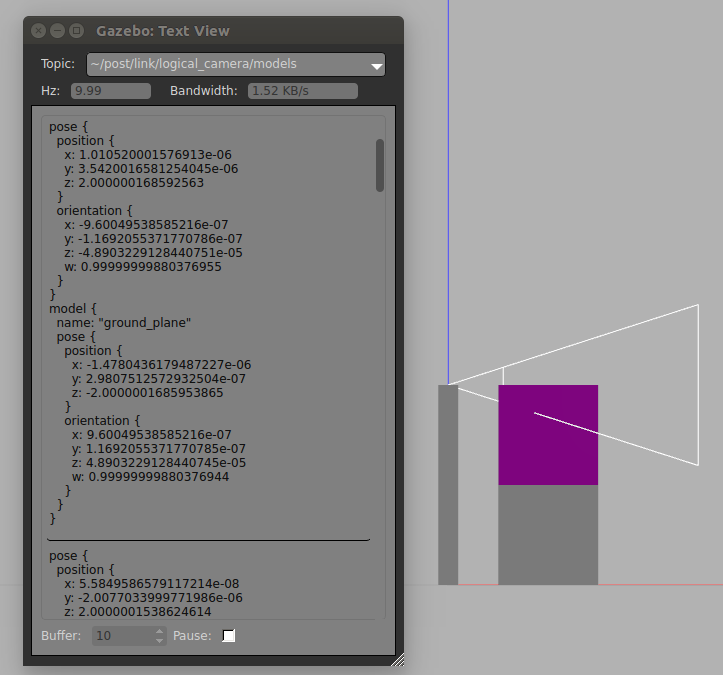 Gazebo: Text View
Topic: ~/post/link/logical_camera/models
Hz: 9.99 Bandwidth: 1.52 KB/s
pose {
position {
x: 1.010520001576913e-06
y: 3.5420016581254045e-06
z: 2.000000168592563
}
orientation {
x: -9.60049538585216e-07
y: -1.1692055371770786e-07
z: -4.8903229128440751e-05
w: 0.99999999880376955
}
}
model {
name: "ground_plane"
pose {
position {
x: -1.4780436179487227e-06
y: 2.9807512572932504e-07
z: -2.0000001685953865
}
orientation {
x: 9.60049538585216e-07
y: 1.1692055371770785e-07
z: 4.8903229128440745e-05
w: 0.99999999880376944
}
}
}
pose {
position {
x: 5.5849586579117214e-08
y: -2.0077033999771986e-06
z: 2.0000001538624614
Buffer: 10 Pause: